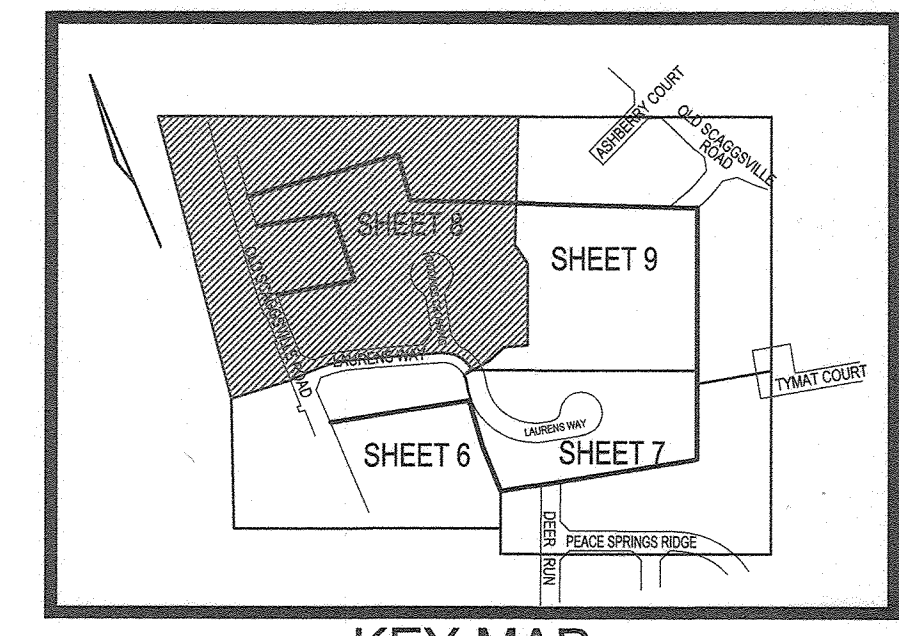 ASHBERRY COURT
OLD SCAGGSVILLE
ROAD
SHEET 8
SHEET 9
OLD SCAGGSVILLE ROAD
LAURENS WAY
TYMAT COURT
LAURENS WAY
SHEET 6
SHEET 7
DEER RUN
PEACE SPRINGS RIDGE
KEY MAP